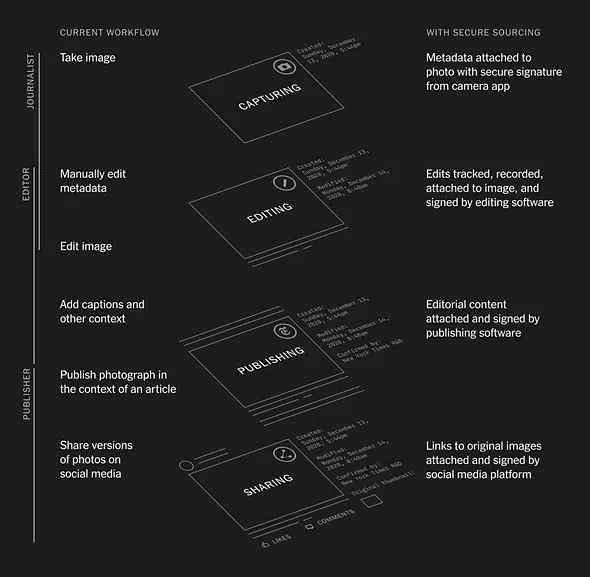 CURRENT WORKFLOW
WITH SECURE SOURCING
JOURNALIST
Take image
CAPTURING
Created:
Sunday, December
13, 2020, 5:44pm
Metadata attached to
photo with secure signature
from camera app
EDITOR
Manually edit
metadata
Edit image
EDITING
Created:
Sunday, December 13,
2020, 5:44pm
Modified:
Monday, December 14,
2020, 8:40am
Edits tracked, recorded,
attached to image, and
signed by editing software
Add captions and
other context
Publish photograph in
the context of an article
PUBLISHING
Created:
Sunday, December 13,
2020, 5:44pm
Modified:
Monday, December 14,
2020, 8:40am
Confirmed by:
New York Times R&D
Editorial content
attached and signed by
publishing software
PUBLISHER
Share versions
of photos on
social media
SHARING
Created:
Sunday, December 13,
2020, 5:44pm
Modified:
Monday, December 14,
2020, 8:40am
Confirmed by:
New York Times R&D
Original thumbnail:
LIKES
COMMENTS
Links to original images
attached and signed by
social media platform